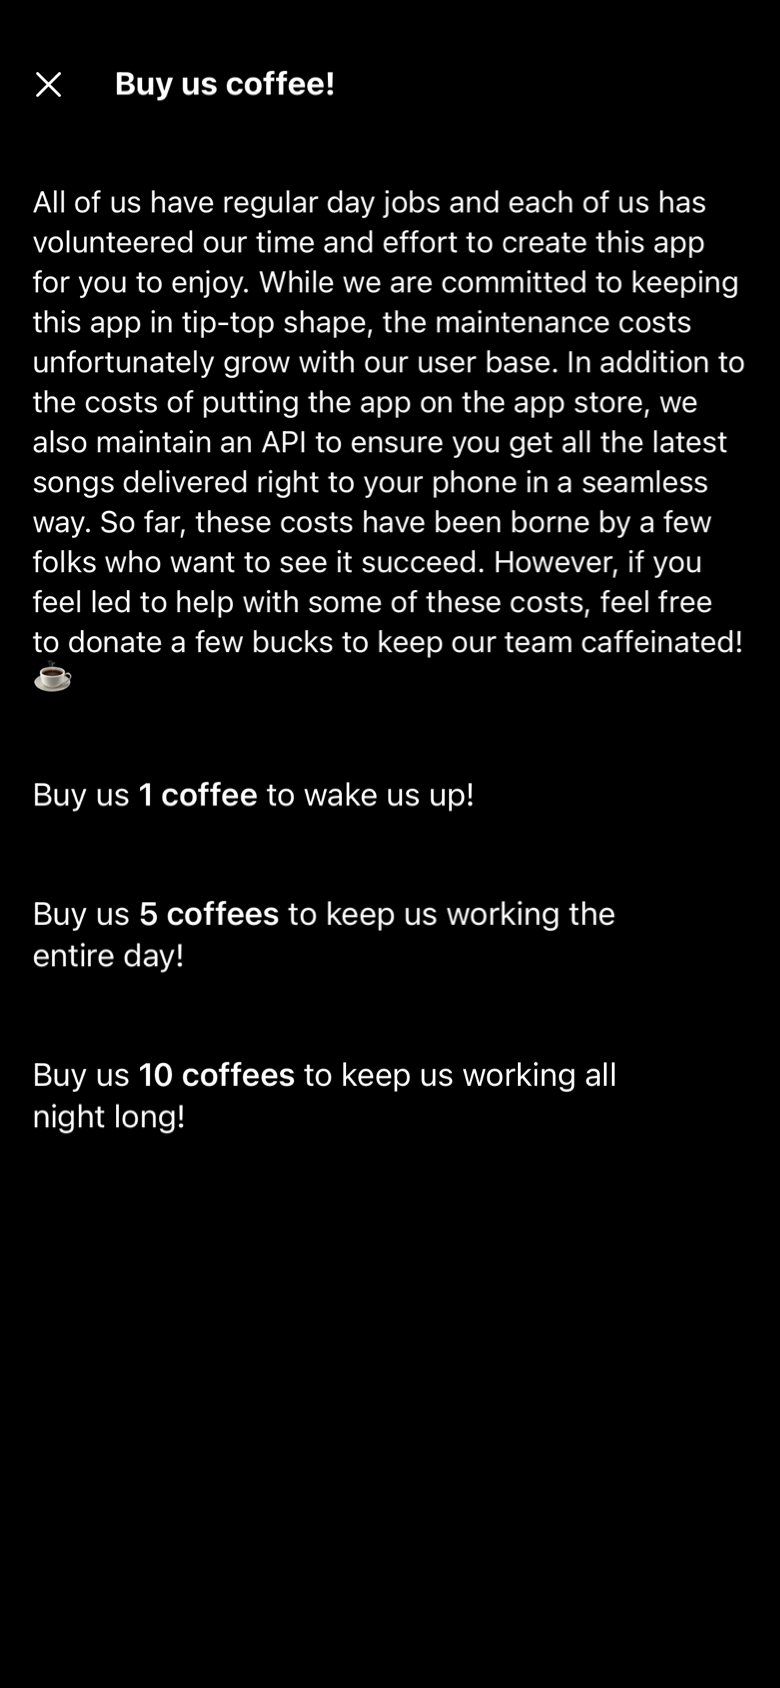 Buy us coffee!
All of us have regular day jobs and each of us has
volunteered our time and effort to create this app
for you to enjoy. While we are committed to keeping
this app in tip-top shape, the maintenance costs
unfortunately grow with our user base. In addition to
the costs of putting the app on the app store, we
also maintain an API to ensure you get all the latest
songs delivered right to your phone in a seamless
way. So far, these costs have been borne by a few
folks who want to see it succeed. However, if you
feel led to help with some of these costs, feel free
to donate a few bucks to keep our team caffeinated!
☕
Buy us 1 coffee to wake us up!
Buy us 5 coffees to keep us working the
entire day!
Buy us 10 coffees to keep us working all
night long!